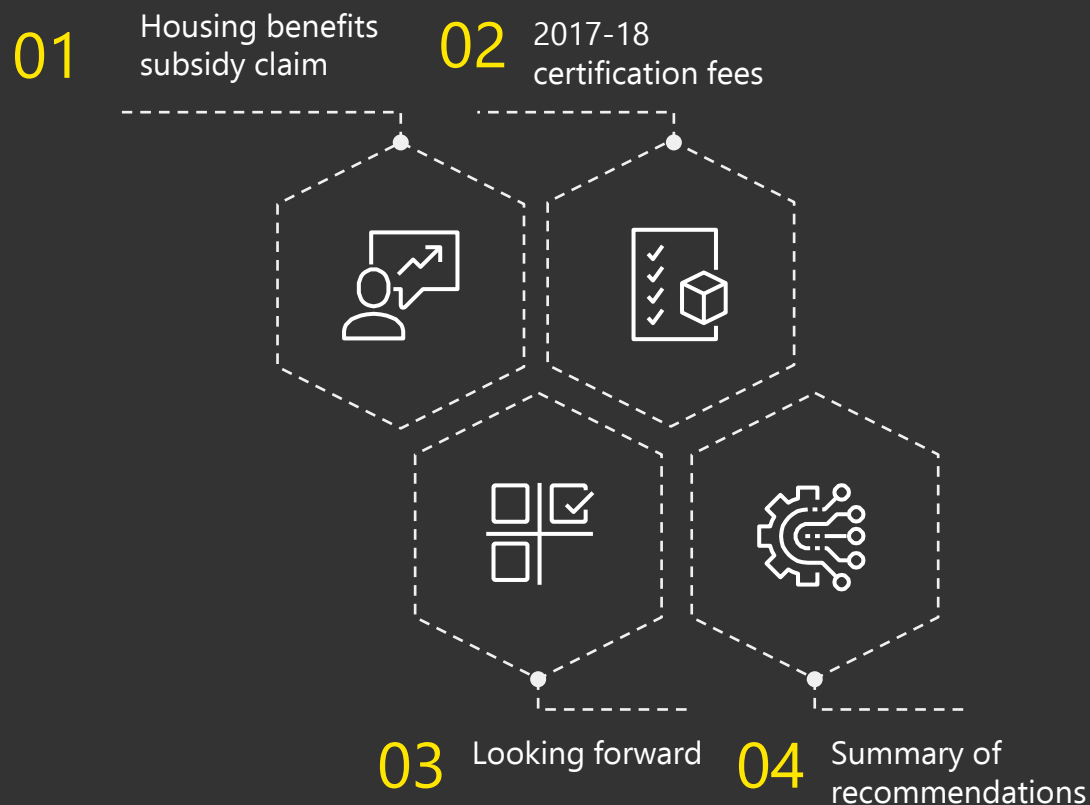 01
Housing benefits
subsidy claim
02
2017-18
certification fees
03
Looking forward
04
Summary of
recommendations